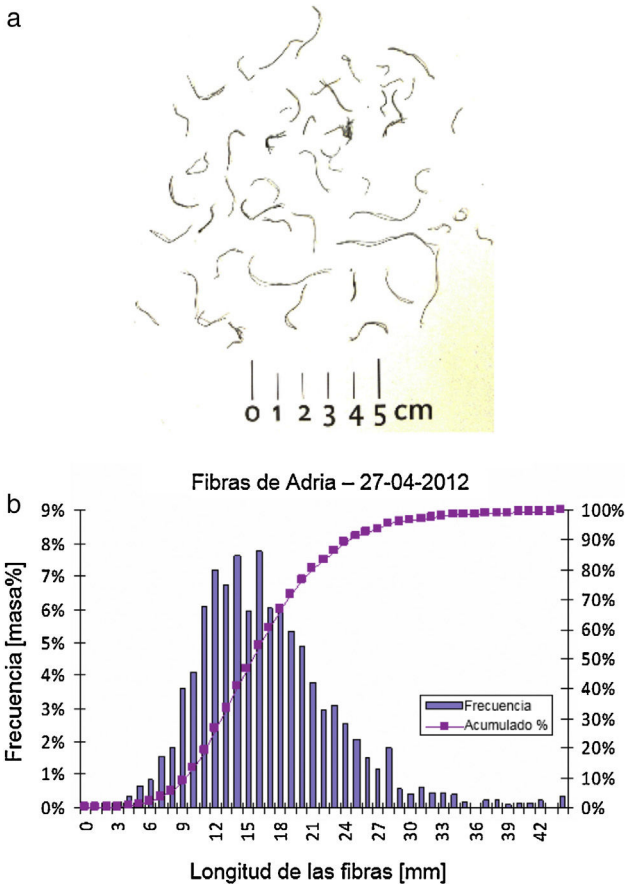 a
0 1 2 3 4 5 cm
b
Fibras de Adria – 27-04-2012
9%
8%
7%
6%
5%
4%
3%
2%
1%
0%
Frecuencia [masa%]
100%
90%
80%
70%
60%
50%
40%
30%
20%
10%
0%
Frecuencia
Acumulado %
0 3 6 9 12 15 18 21 24 27 30 33 36 39 42
Longitud de las fibras [mm]